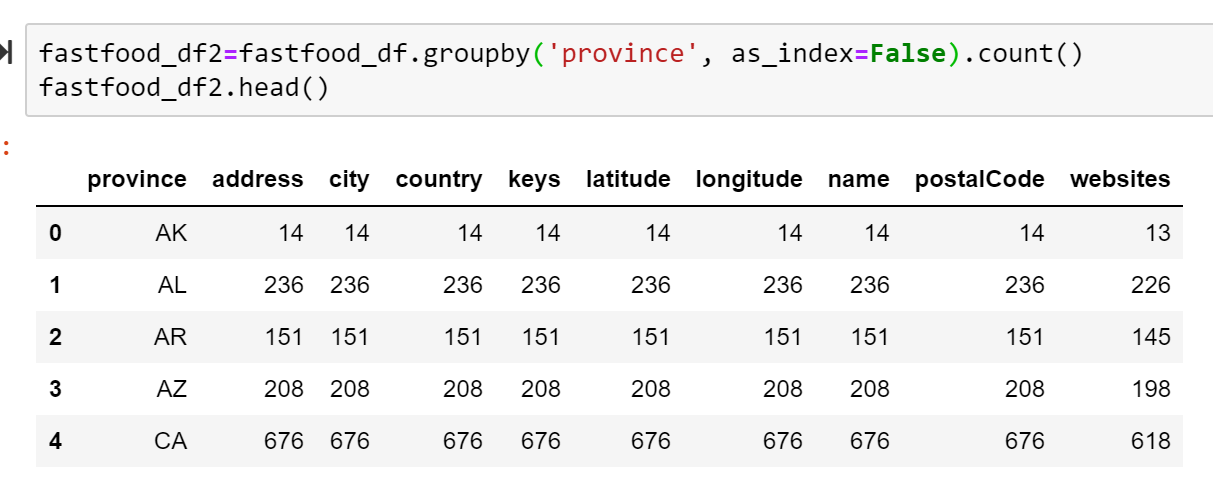 fastfood_df2=fastfood_df.groupby('province', as_index=False).count()
fastfood_df2.head()
:
province address city country keys latitude longitude name postalCode websites
0 AK 14 14 14 14 14 14 14 14 13
1 AL 236 236 236 236 236 236 236 236 226
2 AR 151 151 151 151 151 151 151 151 145
3 AZ 208 208 208 208 208 208 208 208 198
4 CA 676 676 676 676 676 676 676 676 618